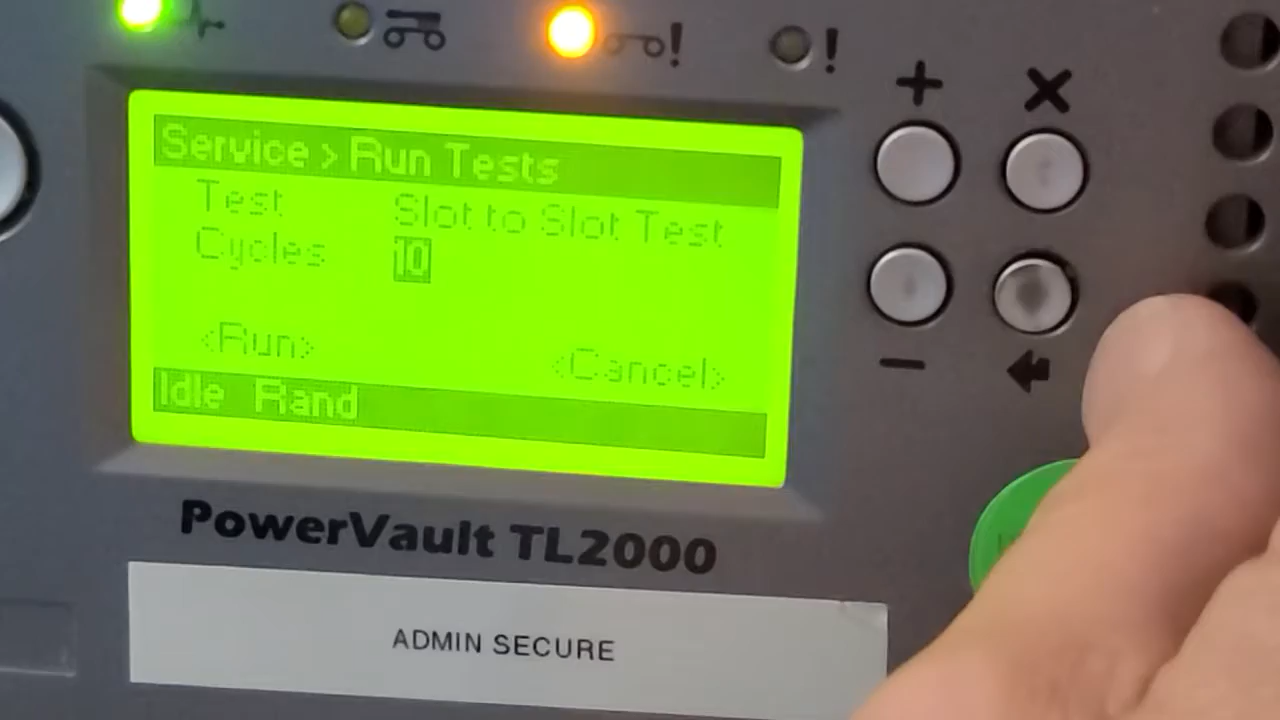 Service > Run Tests
Test Slot to Slot Test
Cycles 10
<Run> <Cancel>
Idle Rand
PowerVault TL2000
ADMIN SECURE